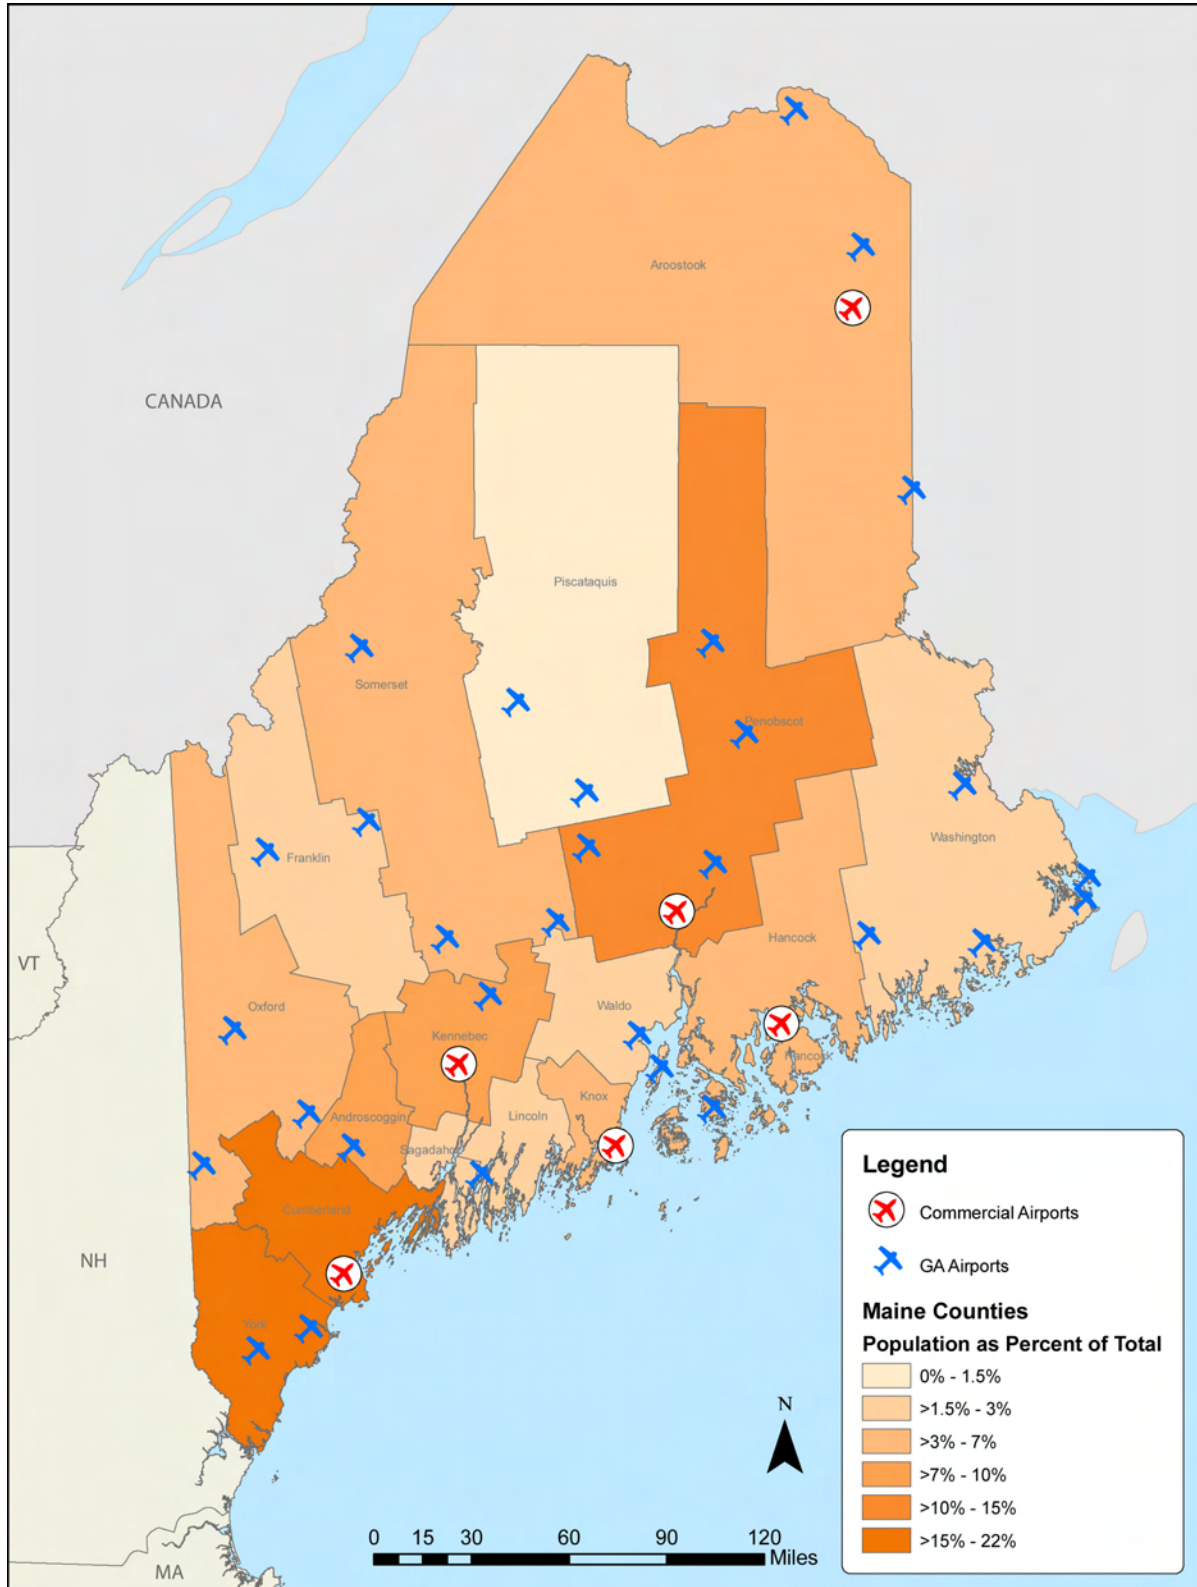 Aroostook
CANADA
Piscataquis
Somerset
Penobscot
Franklin
Washington
Hancock
VT
Oxford
Waldo
Kennebec
Hancock
Knox
Androscoggin
Lincoln
Sagadahoc
Cumberland
NH
York
MA
N
0 15 30 60 90 120
Miles
Legend
Commercial Airports
GA Airports
Maine Counties
Population as Percent of Total
0% - 1.5%
>1.5% - 3%
>3% - 7%
>7% - 10%
>10% - 15%
>15% - 22%